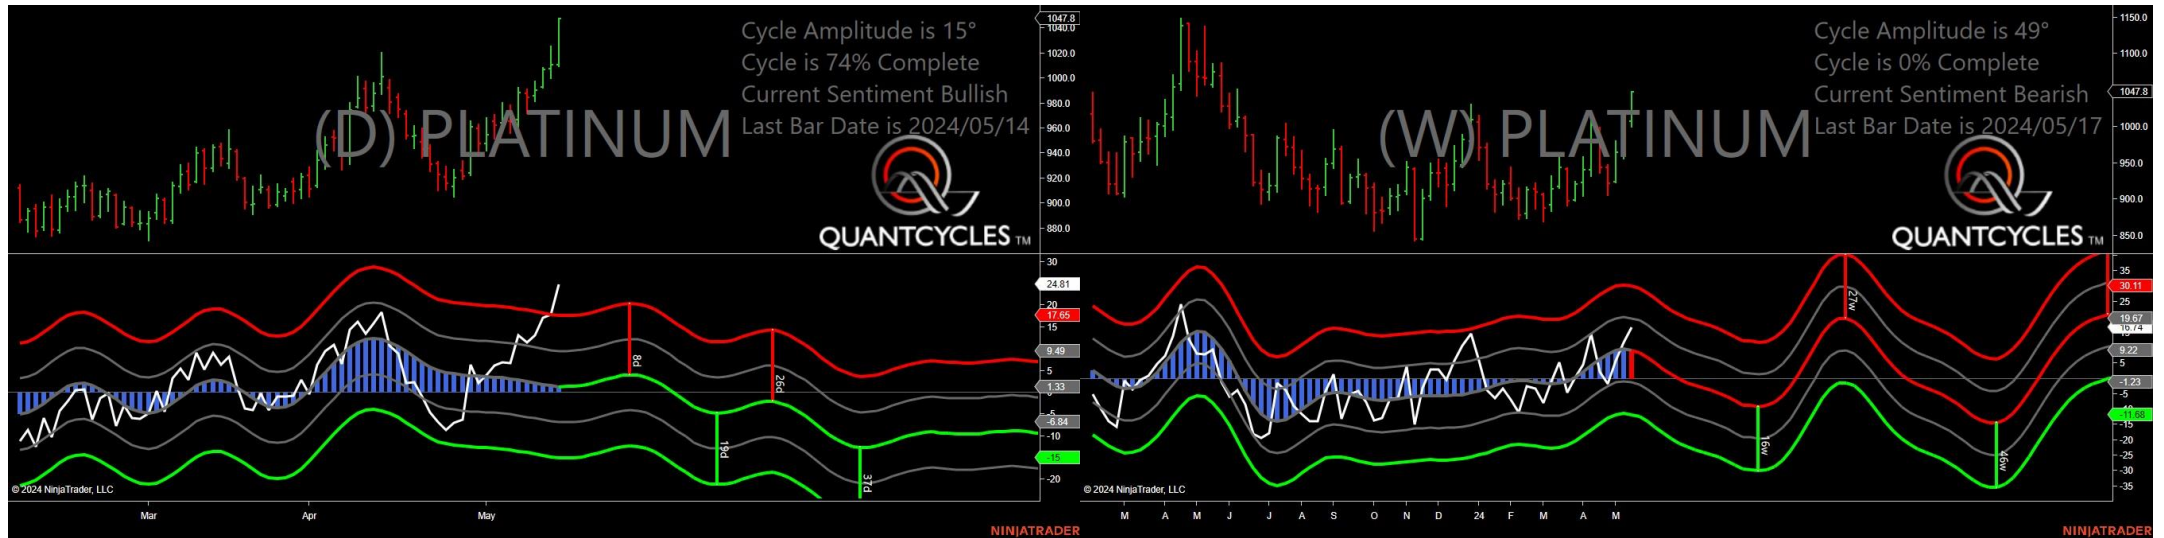 Cycle Amplitude is 15°
Cycle is 74% Complete
Current Sentiment Bullish
Last Bar Date is 2024/05/14
(D) PLATINUM
QUANTCYCLES TM
1047.8
1040.0
1020.0
1000.0
980.0
960.0
940.0
920.0
900.0
880.0
30
24.81
20
17.65
15
9.49
5
1.33
-5
-6.84
-10
-15
-20
8d
19d
26d
37d
© 2024 NinjaTrader, LLC
Mar Apr May
NINJATRADER
Cycle Amplitude is 49°
Cycle is 0% Complete
Current Sentiment Bearish
Last Bar Date is 2024/05/17
(W) PLATINUM
QUANTCYCLES TM
1150.0
1100.0
1047.8
1000.0
950.0
900.0
850.0
35
30.11
25
19.67
16.74
9.22
5
-1.23
-5
-11.68
-15
-20
-25
-30
-35
16w
27w
46w
© 2024 NinjaTrader, LLC
M A M J J A S O N D 24 F M A M
NINJATRADER